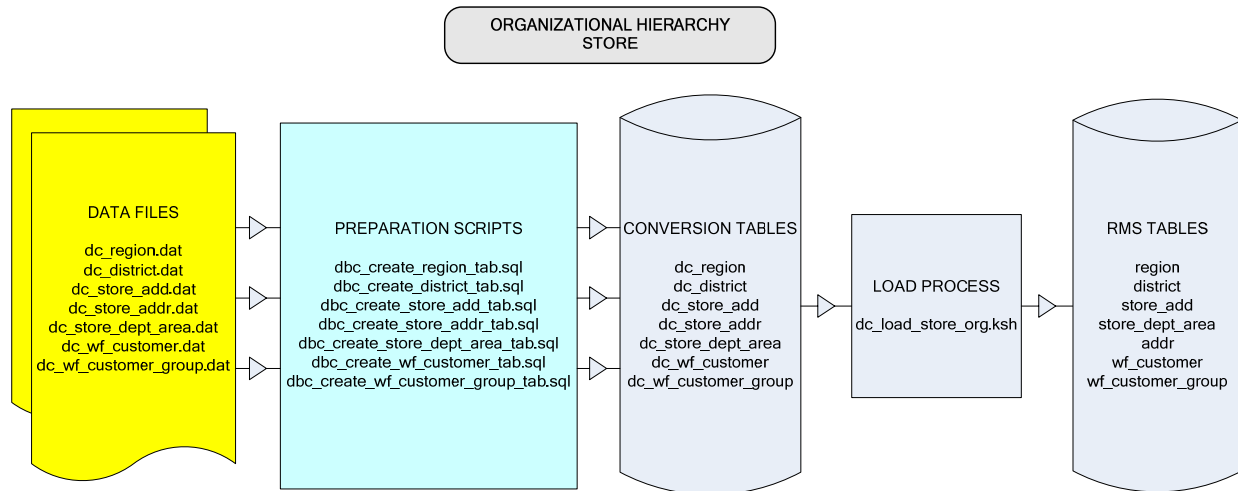 ORGANIZATIONAL HIERARCHY
STORE
DATA FILES
dc_region.dat
dc_district.dat
dc_store_add.dat
dc_store_addr.dat
dc_store_dept_area.dat
dc_wf_customer.dat
dc_wf_customer_group.dat
PREPARATION SCRIPTS
dbc_create_region_tab.sql
dbc_create_district_tab.sql
dbc_create_store_add_tab.sql
dbc_create_store_addr_tab.sql
dbc_create_store_dept_area_tab.sql
dbc_create_wf_customer_tab.sql
dbc_create_wf_customer_group_tab.sql
CONVERSION TABLES
dc_region
dc_district
dc_store_add
dc_store_addr
dc_store_dept_area
dc_wf_customer
dc_wf_customer_group
LOAD PROCESS
dc_load_store_org.ksh
RMS TABLES
region
district
store_add
store_dept_area
addr
wf_customer
wf_customer_group